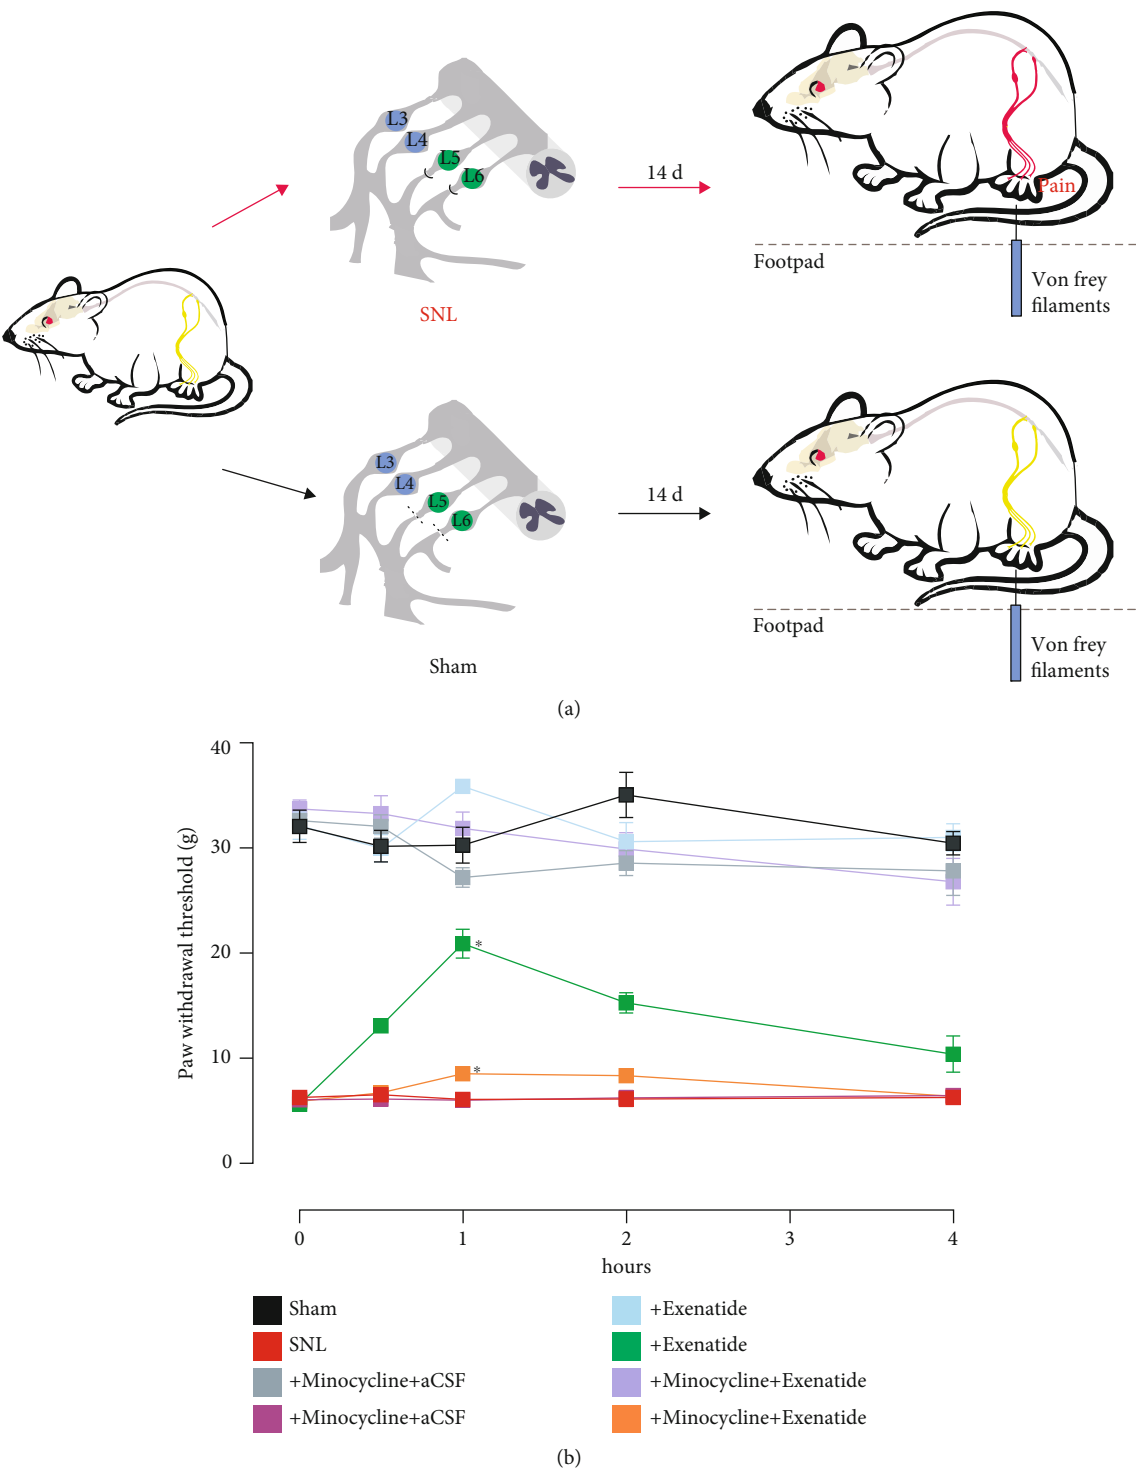 L3
L4
L5
L6
SNL
14 d
Pain
Footpad
Von frey
filaments
L3
L4
L5
L6
Sham
14 d
Footpad
Von frey
filaments
(a)
Paw withdrawal threshold (g)
40
30
20
10
0
*
*
0 1 2 3 4
hours
Sham +Exenatide
SNL +Exenatide
+Minocycline+aCSF +Minocycline+Exenatide
+Minocycline+aCSF +Minocycline+Exenatide
(b)